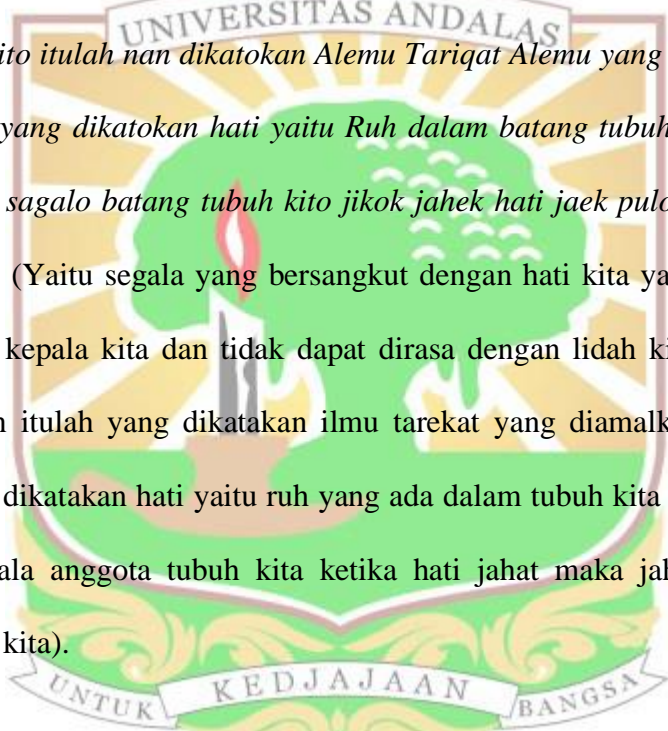 UNIVERSITAS ANDALAS
ito itulah nan dikatokan Alemu Tariqat Alemu yang
yang dikatokan hati yaitu Ruh dalam batang tubuh
sagalo batang tubuh kito jikok jahek hati jaek pulo
(Yaitu segala yang bersangkut dengan hati kita ya
kepala kita dan tidak dapat dirasa dengan lidah ki
n itulah yang dikatakan ilmu tarekat yang diamalk
dikatakan hati yaitu ruh yang ada dalam tubuh kita
ala anggota tubuh kita ketika hati jahat maka jah
kita).
UNTUK KEDJAJAAN BANGSA